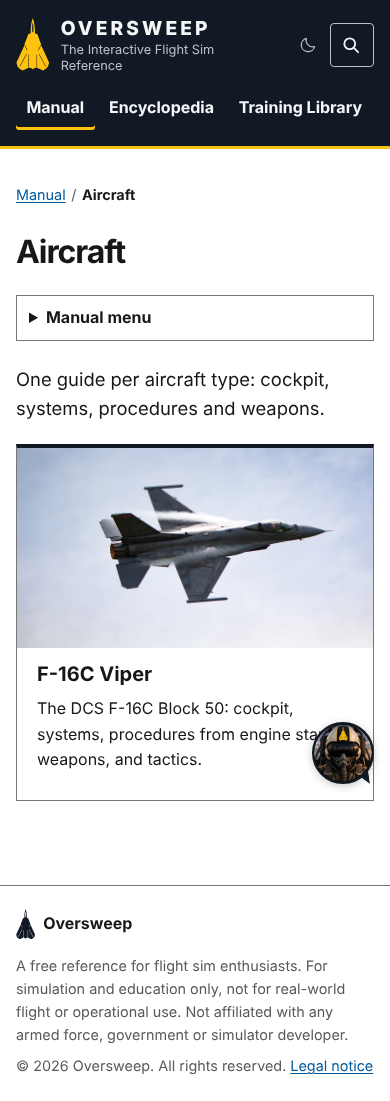 OVERSWEEP
The Interactive Flight Sim
Reference
Manual Encyclopedia Training Library
Manual / Aircraft
Aircraft
Manual menu
One guide per aircraft type: cockpit,
systems, procedures and weapons.
F-16C Viper
The DCS F-16C Block 50: cockpit,
systems, procedures from engine
weapons, and tactics.
Oversweep
A free reference for flight sim enthusiasts. For
simulation and education only, not for real-world
flight or operational use. Not affiliated with any
armed force, government or simulator developer.
© 2026 Oversweep. All rights reserved. Legal notice